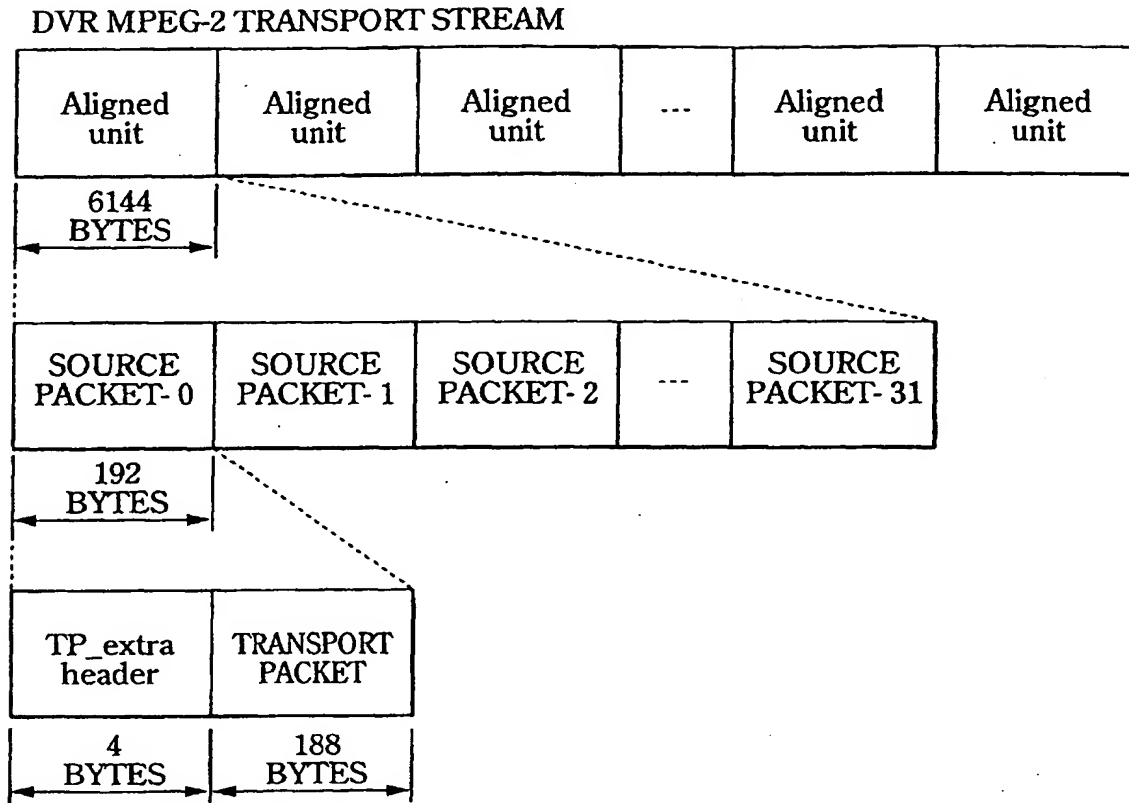 DVR MPEG-2 TRANSPORT STREAM
Aligned unit
Aligned unit
Aligned unit
---
Aligned unit
Aligned unit
6144 BYTES
SOURCE PACKET- 0
SOURCE PACKET- 1
SOURCE PACKET- 2
---
SOURCE PACKET- 31
192 BYTES
TP_extra header
TRANSPORT PACKET
4 BYTES
188 BYTES